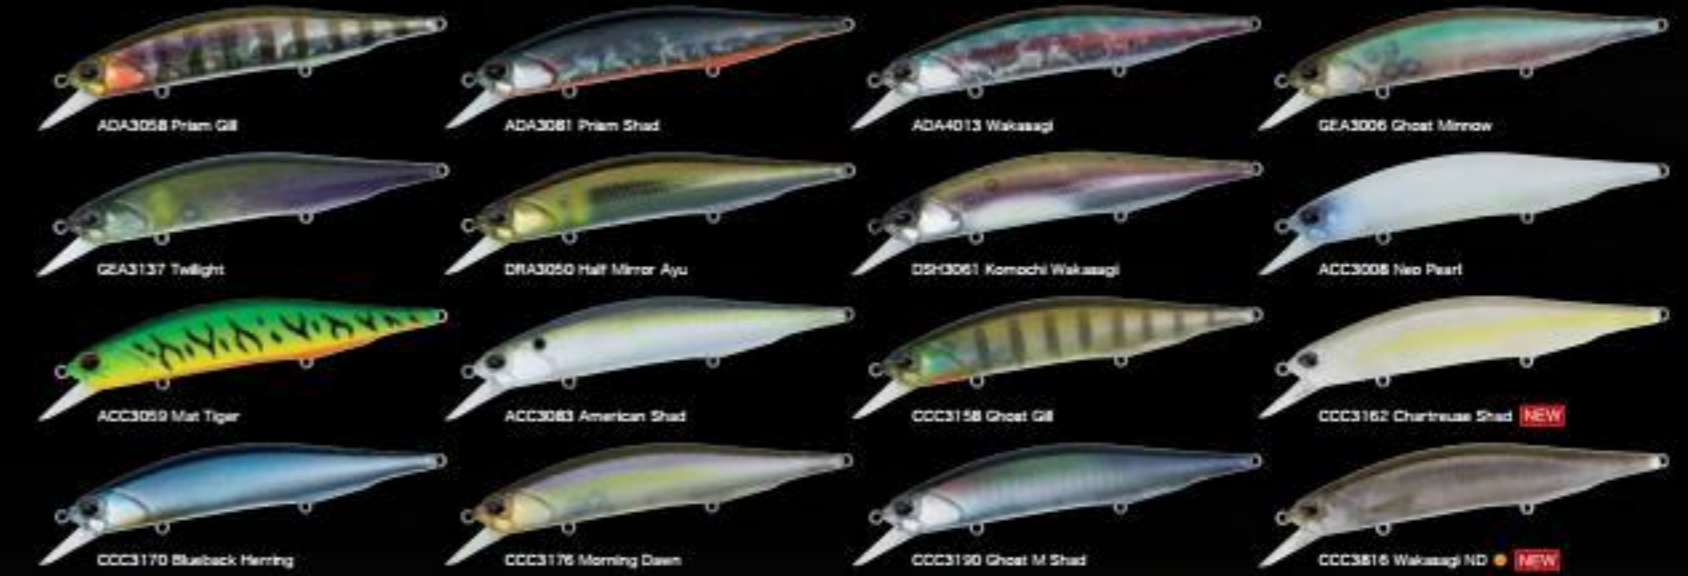 ADA3058 Prism Gill
ADA3081 Prism Shad
ADA4013 Wakasagi
GEA3006 Ghost Minnow
GEA3137 Twilight
DRA3050 Half Mirror Ayu
DSH3061 Komochi Wakasagi
ACC3008 Neo Pearl
ACC3059 Mat Tiger
ACC3083 American Shad
CCC3158 Ghost Gill
CCC3162 Chartreuse Shad NEW
CCC3170 Blueback Herring
CCC3176 Morning Dawn
CCC3190 Ghost M Shad
CCC3816 Wakasagi ND NEW